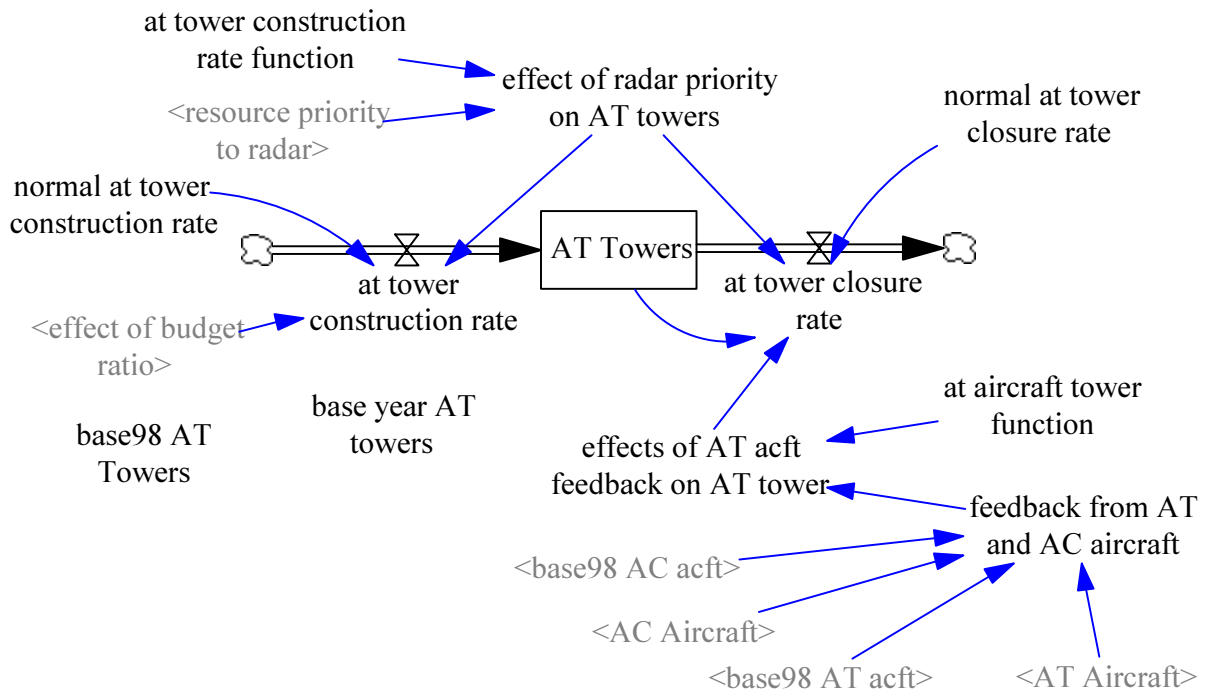 at tower construction
rate function
effect of radar priority
on AT towers
<resource priority
to radar>
normal at tower
closure rate
normal at tower
construction rate
AT Towers
at tower
construction rate
at tower closure
rate
<effect of budget
ratio>
base98 AT
Towers
base year AT
towers
at aircraft tower
function
effects of AT acft
feedback on AT tower
feedback from AT
and AC aircraft
<base98 AC acft>
<AC Aircraft>
<base98 AT acft>
<AT Aircraft>